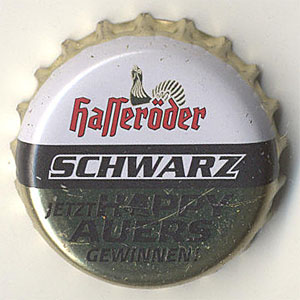 Hasseröder
SCHWARZ
JETZT HAPPY
AUERS
GEWINNEN!